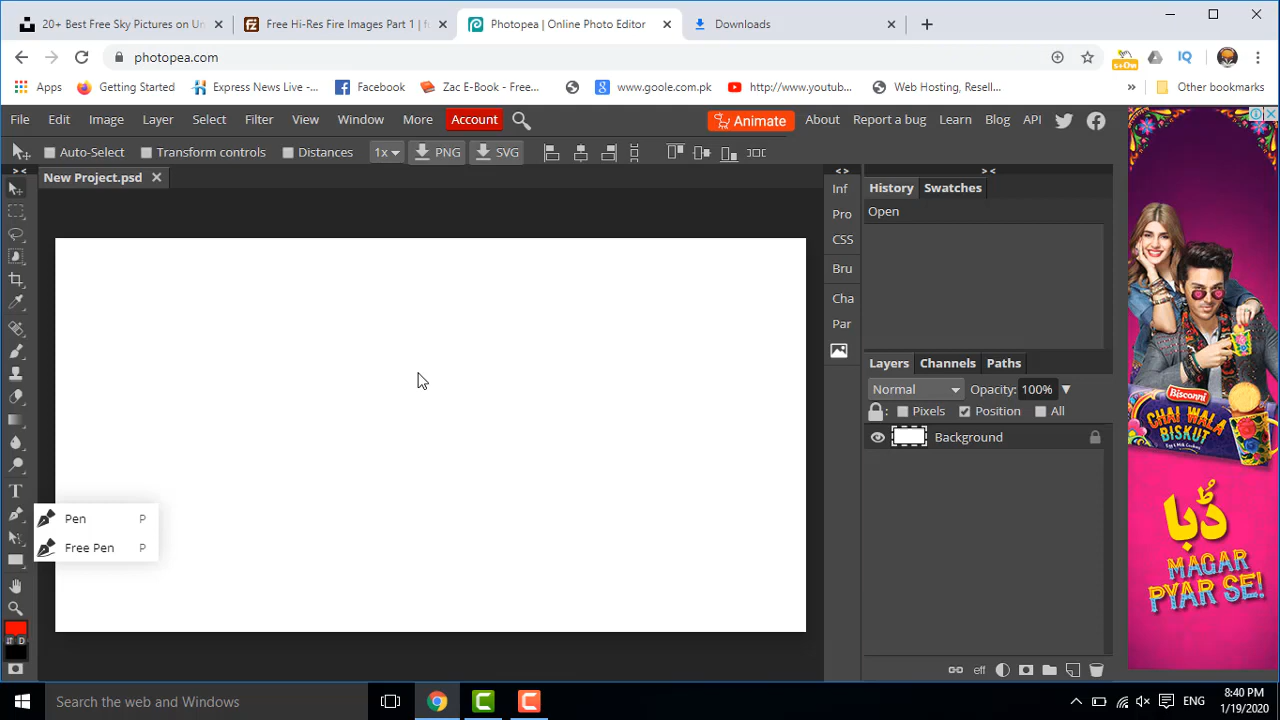 20+ Best Free Sky Pictures on Un
Free Hi-Res Fire Images Part 1 | f
Photopea | Online Photo Editor
Downloads
photopea.com
Apps
Getting Started
Express News Live -...
Facebook
Zac E-Book - Free...
www.goole.com.pk
http://www.youtub...
Web Hosting, Resell...
»
Other bookmarks
File Edit Image Layer Select Filter View Window More Account
Animate
About Report a bug Learn Blog API
Auto-Select Transform controls Distances 1x PNG SVG
New Project.psd
Inf
Pro
CSS
Bru
Cha
Par
History Swatches
Open
Layers Channels Paths
Normal Opacity: 100%
Pixels Position All
Background
eff
Pen P
Free Pen P
D
Bisconni
CHAI WALA
BISKUT
ڈبا
MAGAR
PYAR SE!
Search the web and Windows
ENG
8:40 PM
1/19/2020